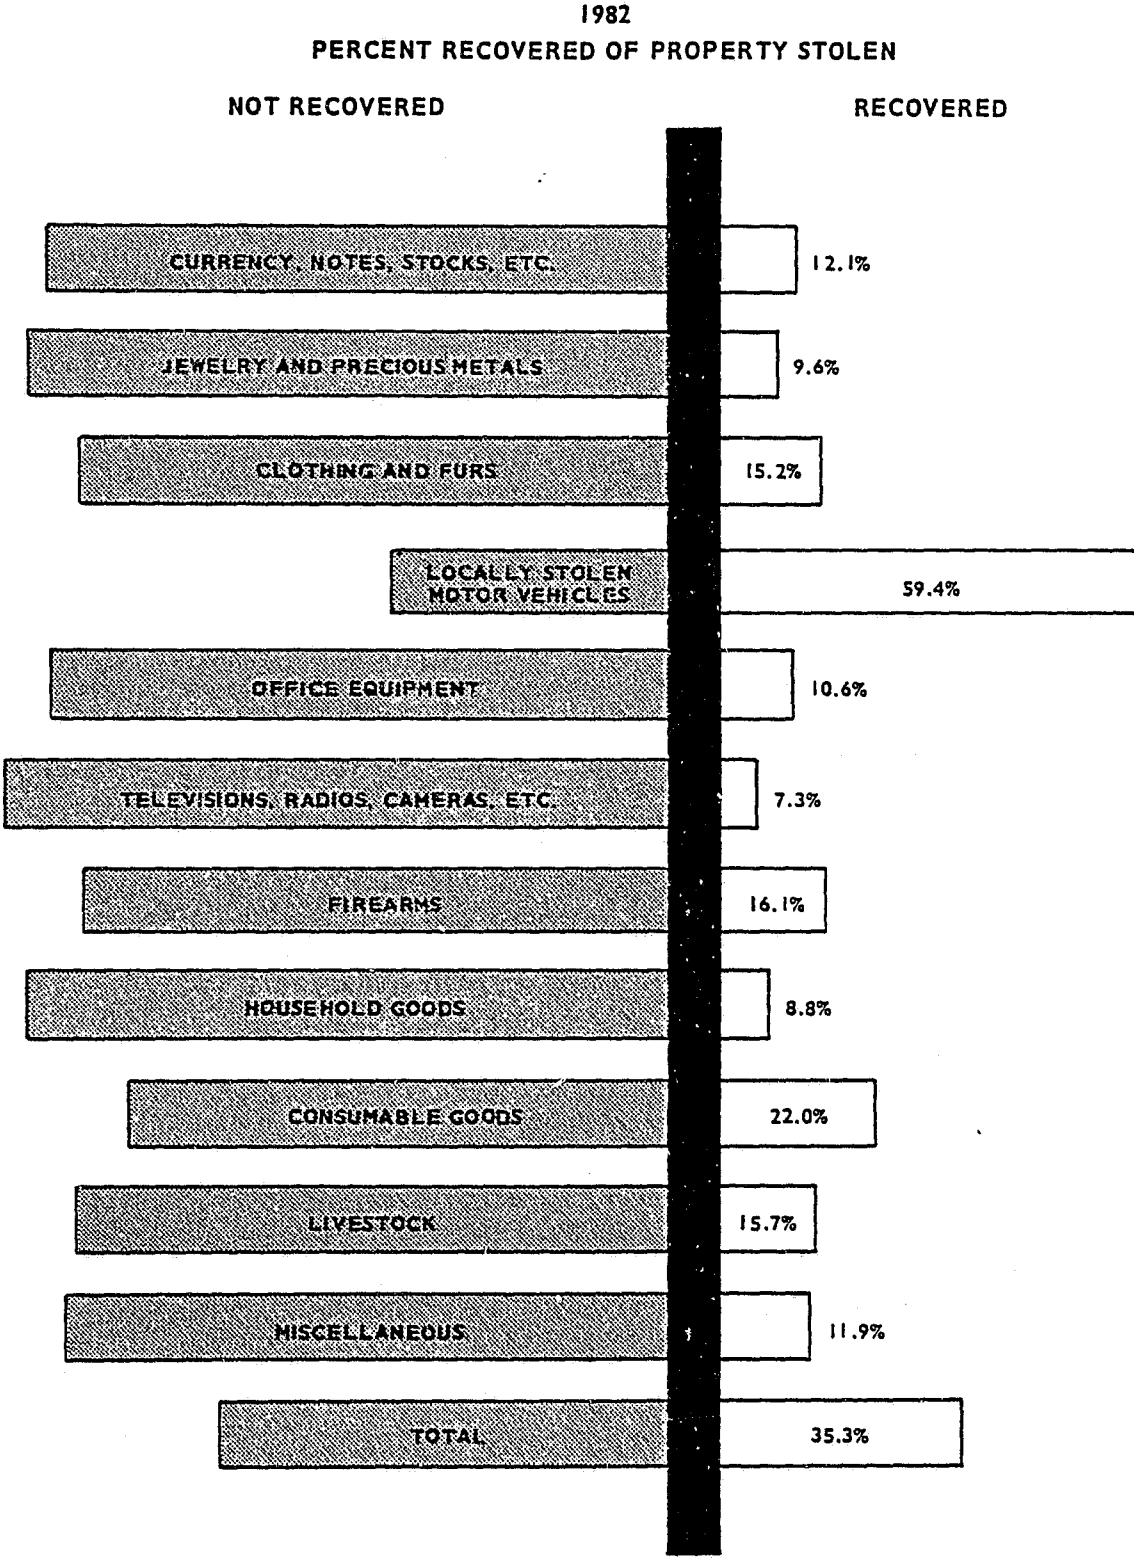 1982
PERCENT RECOVERED OF PROPERTY STOLEN
NOT RECOVERED
RECOVERED
CURRENCY, NOTES, STOCKS, ETC.
12.1%
JEWELRY AND PRECIOUS METALS
9.6%
CLOTHING AND FURS
15.2%
LOCALLY STOLEN
MOTOR VEHICLES
59.4%
OFFICE EQUIPMENT
10.6%
TELEVISIONS, RADIOS, CAMERAS, ETC.
7.3%
FIREARMS
16.1%
HOUSEHOLD GOODS
8.8%
CONSUMABLE GOODS
22.0%
LIVESTOCK
15.7%
MISCELLANEOUS
11.9%
TOTAL
35.3%